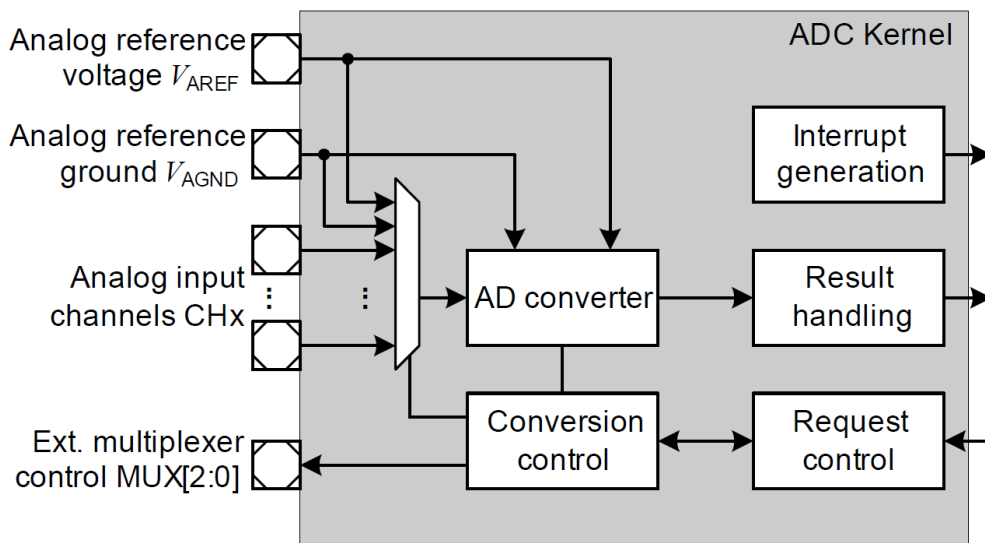 ADC Kernel
Analog reference
voltage VAREF
Analog reference
ground VAGND
Interrupt
generation
Analog input
channels CHx
AD converter
Result
handling
Ext. multiplexer
control MUX[2:0]
Conversion
control
Request
control